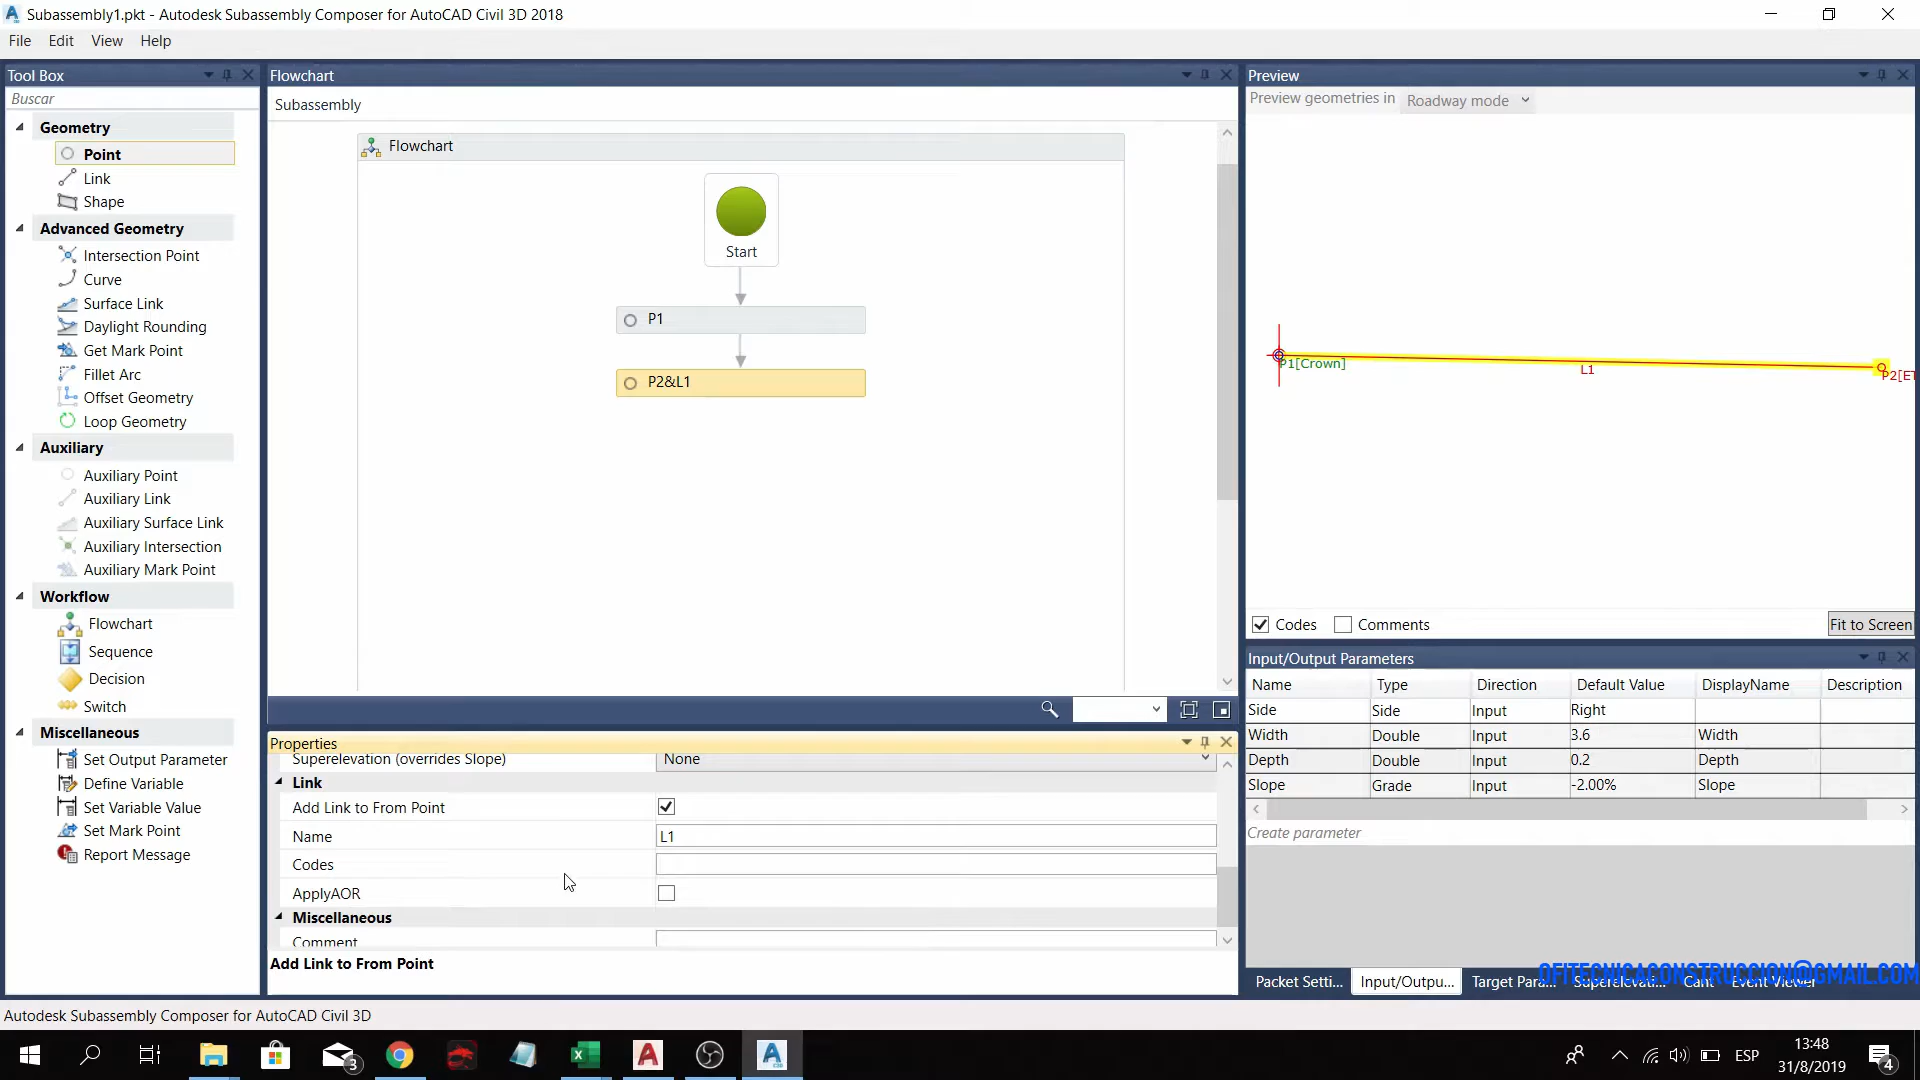 Subassembly1.pkt - Autodesk Subassembly Composer for AutoCAD Civil 3D 2018
File Edit View Help
Tool Box
Buscar
Geometry
Point
Link
Shape
Advanced Geometry
Intersection Point
Curve
Surface Link
Daylight Rounding
Get Mark Point
Fillet Arc
Offset Geometry
Loop Geometry
Auxiliary
Auxiliary Point
Auxiliary Link
Auxiliary Surface Link
Auxiliary Intersection
Auxiliary Mark Point
Workflow
Flowchart
Sequence
Decision
Switch
Miscellaneous
Set Output Parameter
Define Variable
Set Variable Value
Set Mark Point
Report Message
Flowchart
Subassembly
Flowchart
Start
P1
P2&L1
Properties
Superelevation (overrides Slope) None
Link
Add Link to From Point
Name L1
Codes
ApplyAOR
Miscellaneous
Comment
Add Link to From Point
Preview
Preview geometries in Roadway mode
P1[Crown]
L1
P2[ET
Codes Comments Fit to Screen
Input/Output Parameters
Name Type Direction Default Value DisplayName Description
Side Side Input Right
Width Double Input 3.6 Width
Depth Double Input 0.2 Depth
Slope Grade Input -2.00% Slope
Create parameter
OFITECNICACONSTRUCCION@GMAIL.COM
Packet Setti... Input/Outpu... Target Para... Superelevati... Cant Event Viewer
Autodesk Subassembly Composer for AutoCAD Civil 3D
3
ESP
13:48
31/8/2019
4